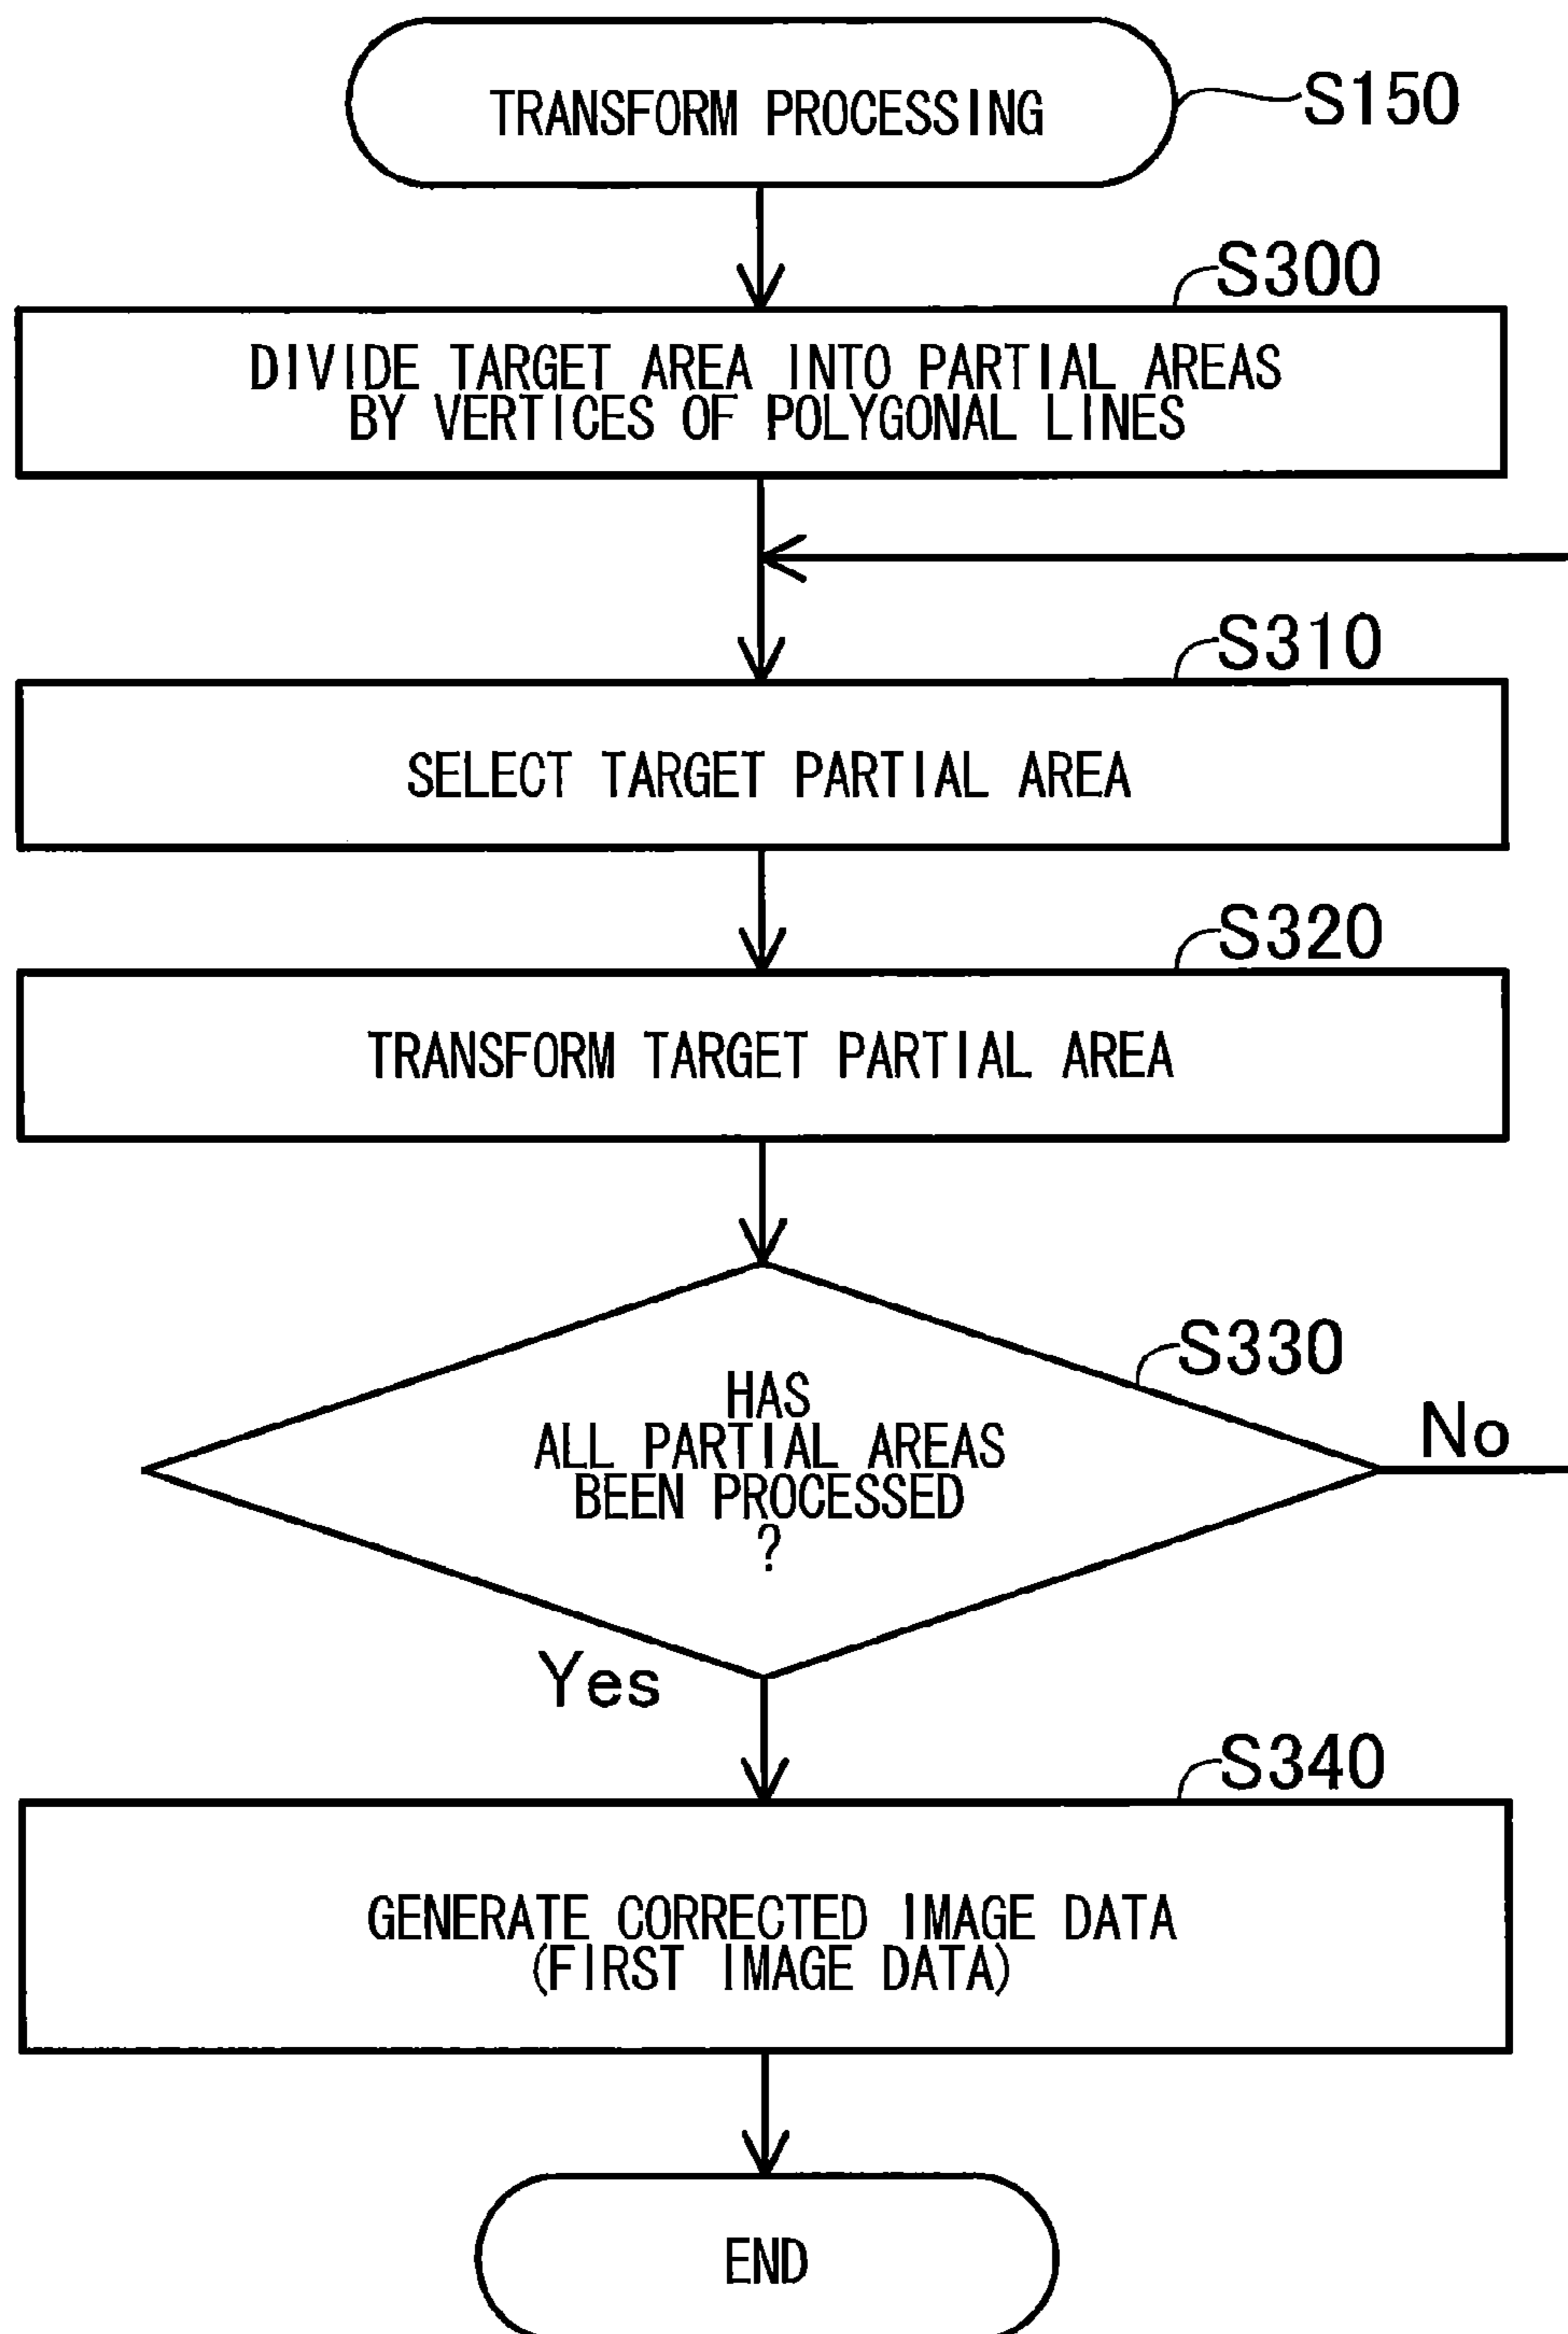 TRANSFORM PROCESSING
S150
S300
DIVIDE TARGET AREA INTO PARTIAL AREAS
BY VERTICES OF POLYGONAL LINES
S310
SELECT TARGET PARTIAL AREA
S320
TRANSFORM TARGET PARTIAL AREA
S330
HAS
ALL PARTIAL AREAS
BEEN PROCESSED
?
No
Yes
S340
GENERATE CORRECTED IMAGE DATA
(FIRST IMAGE DATA)
END